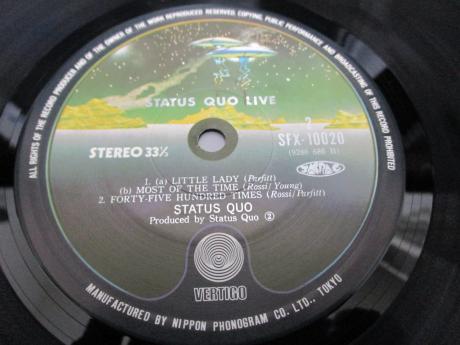 ALL RIGHTS OF THE RECORD PRODUCER AND OF THE OWNER OF THE WORK REPRODUCED RESERVED. COPYING, PUBLIC PERFORMANCE AND BROADCASTING OF THIS RECORD PROHIBITED
STATUS QUO LIVE
2
STEREO 33⅓
SFX-10020
(9286 686 B)
1. (a) LITTLE LADY (Parfitt)
(b) MOST OF THE TIME (Rossi/Young)
2. FORTY-FIVE HUNDRED TIMES (Rossi/Parfitt)
STATUS QUO
Produced by Status Quo ②
VERTIGO
MANUFACTURED BY NIPPON PHONOGRAM CO. LTD., TOKYO